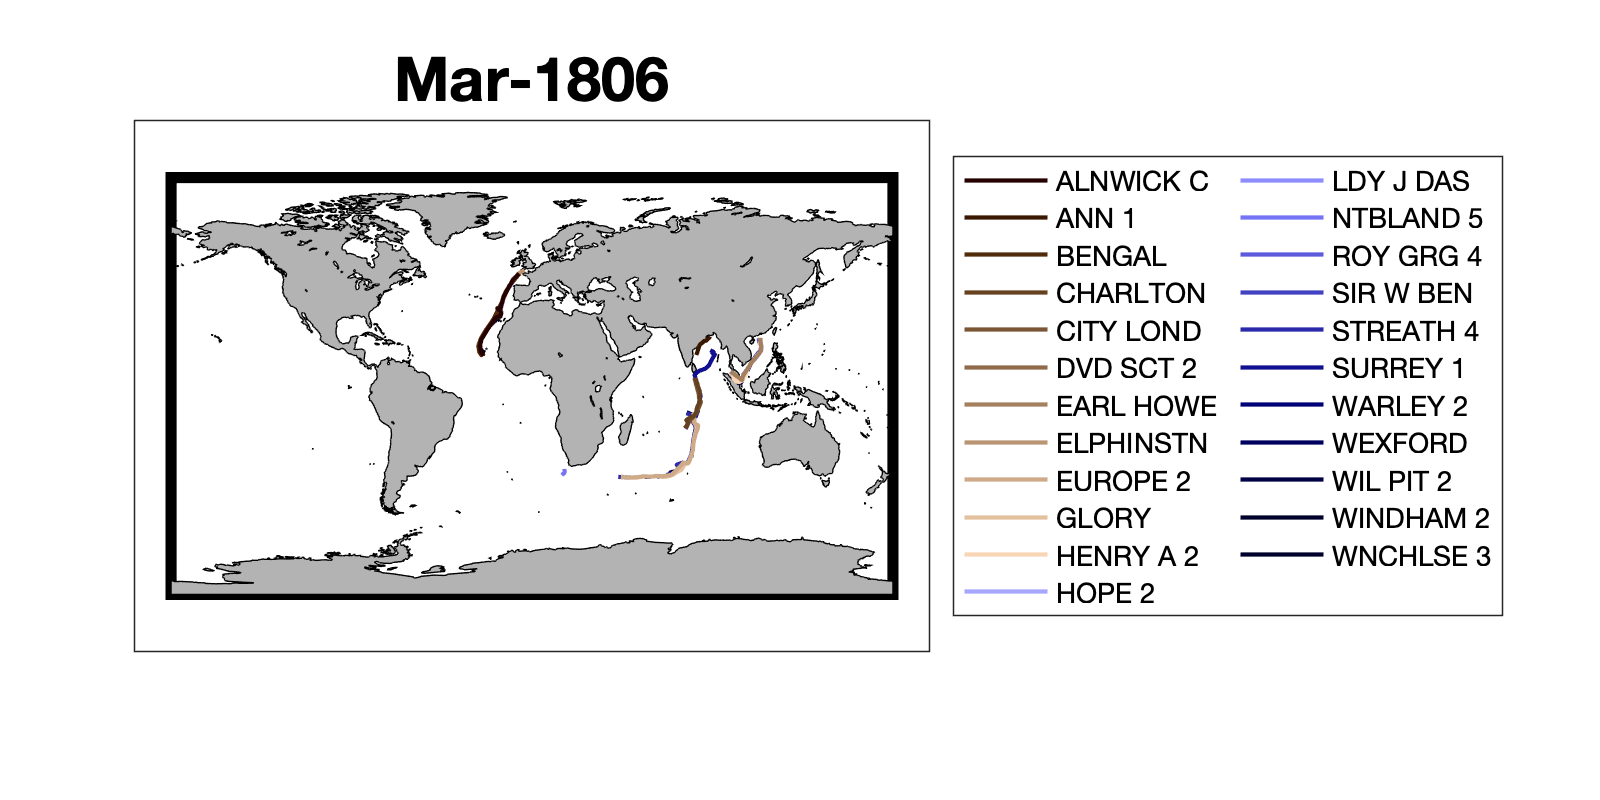 Mar-1806
ALNWICK C
ANN 1
BENGAL
CHARLTON
CITY LOND
DVD SCT 2
EARL HOWE
ELPHINSTN
EUROPE 2
GLORY
HENRY A 2
HOPE 2
LDY J DAS
NTBLAND 5
ROY GRG 4
SIR W BEN
STREATH 4
SURREY 1
WARLEY 2
WEXFORD
WIL PIT 2
WINDHAM 2
WNCHLSE 3